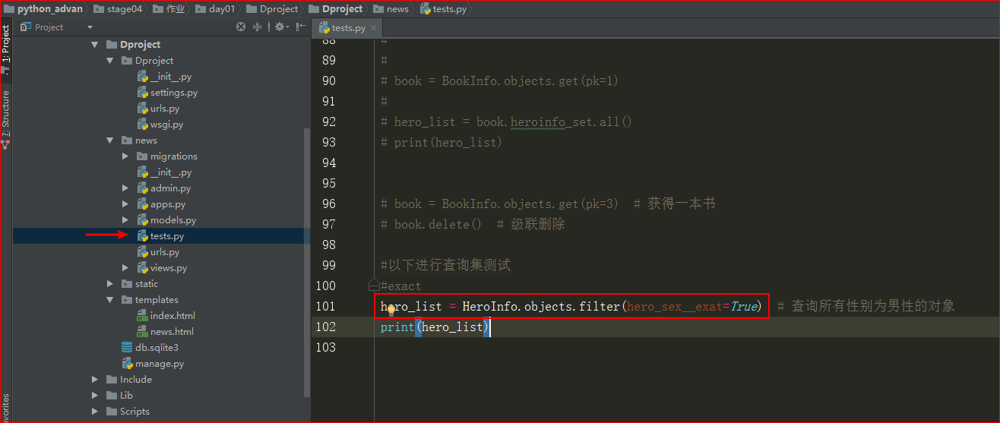 python_advan stage04 作业 day01 Dproject Dproject news tests.py
Project
tests.py
1: Project
7: Structure
Dproject
Dproject
__init__.py
settings.py
urls.py
wsgi.py
news
migrations
__init__.py
admin.py
apps.py
models.py
tests.py
urls.py
views.py
static
templates
index.html
news.html
db.sqlite3
manage.py
Include
Lib
Scripts
88 #
89 #
90 # book = BookInfo.objects.get(pk=1)
91 #
92 # hero_list = book.heroinfo_set.all()
93 # print(hero_list)
94
95
96 # book = BookInfo.objects.get(pk=3) # 获得一本书
97 # book.delete() # 级联删除
98
99 #以下进行查询集测试
100 #exact
101 hero_list = HeroInfo.objects.filter(hero_sex__exat=True) # 查询所有性别为男性的对象
102 print(hero_list)
103